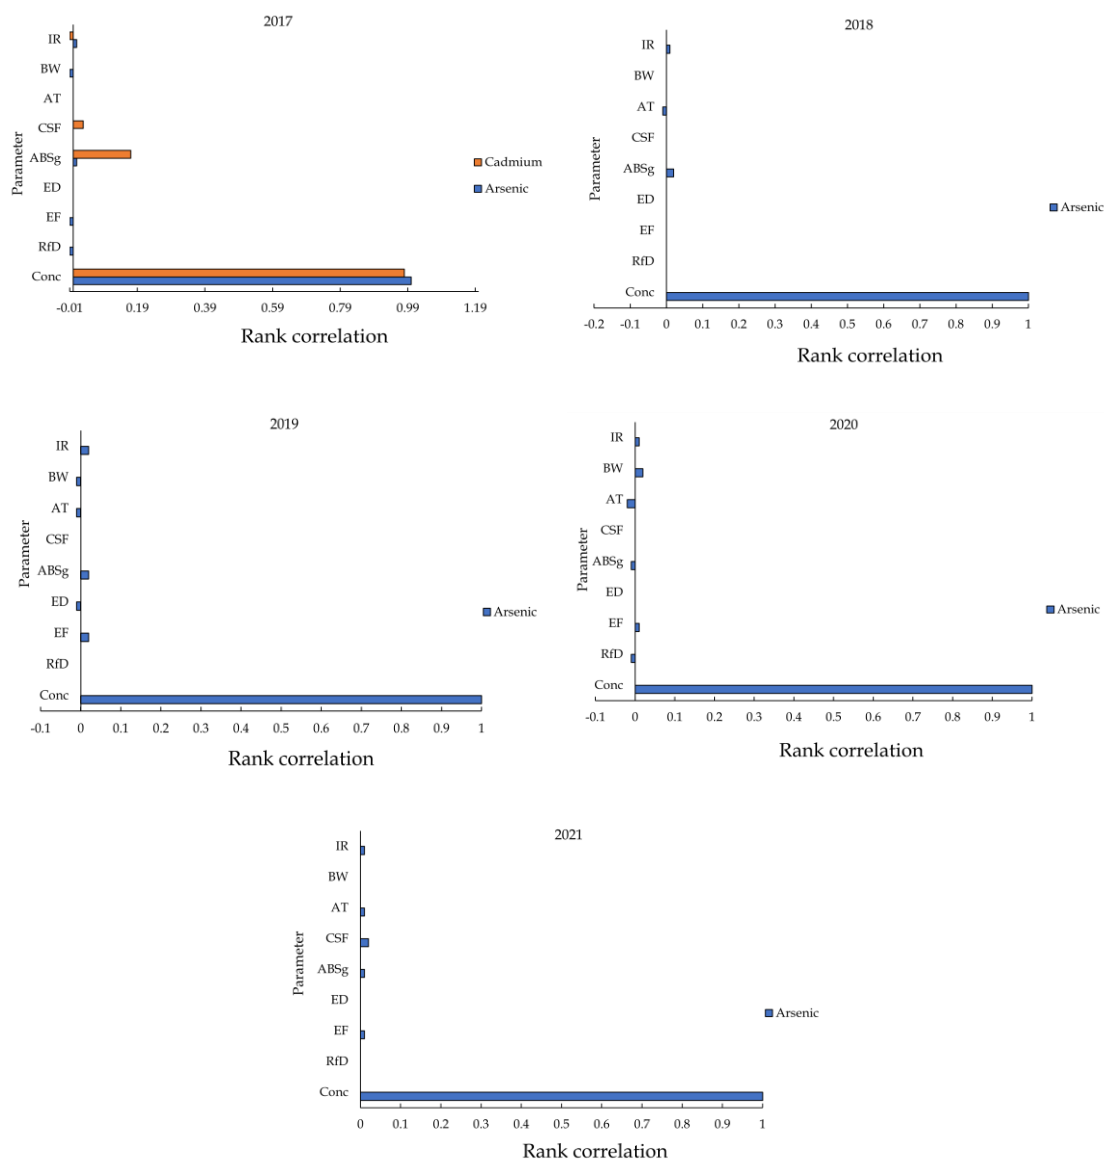 2017
IR
BW
AT
CSF
ABSg
ED
EF
RfD
Conc
Parameter
Cadmium
Arsenic
-0.01 0.19 0.39 0.59 0.79 0.99 1.19
Rank correlation
2018
IR
BW
AT
CSF
ABSg
ED
EF
RfD
Conc
Parameter
Arsenic
-0.2 -0.1 0 0.1 0.2 0.3 0.4 0.5 0.6 0.7 0.8 0.9 1
Rank correlation
2019
IR
BW
AT
CSF
ABSg
ED
EF
RfD
Conc
Parameter
Arsenic
-0.1 0 0.1 0.2 0.3 0.4 0.5 0.6 0.7 0.8 0.9 1
Rank correlation
2020
IR
BW
AT
CSF
ABSg
ED
EF
RfD
Conc
Parameter
Arsenic
-0.1 0 0.1 0.2 0.3 0.4 0.5 0.6 0.7 0.8 0.9 1
Rank correlation
2021
IR
BW
AT
CSF
ABSg
ED
EF
RfD
Conc
Parameter
Arsenic
0 0.1 0.2 0.3 0.4 0.5 0.6 0.7 0.8 0.9 1
Rank correlation